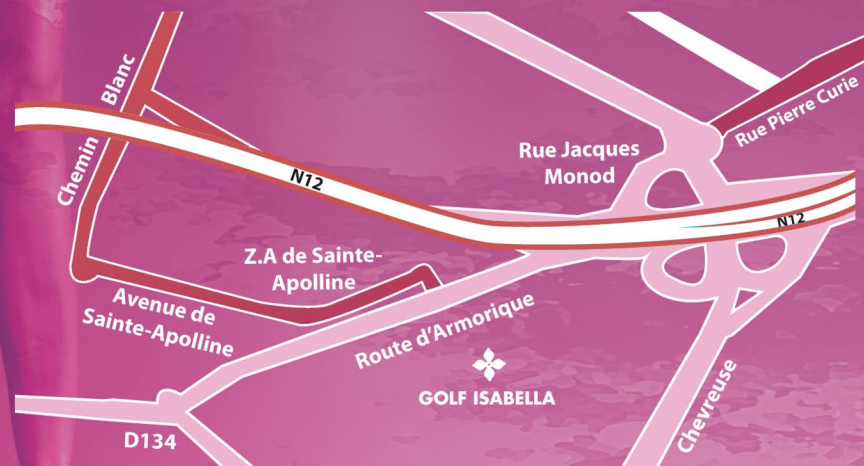 Chemin Blanc
N12
Rue Jacques
Monod
Rue Pierre Curie
N12
Z.A de Sainte-
Apolline
Avenue de
Sainte-Apolline
Route d'Armorique
GOLF ISABELLA
Chevreuse
D134